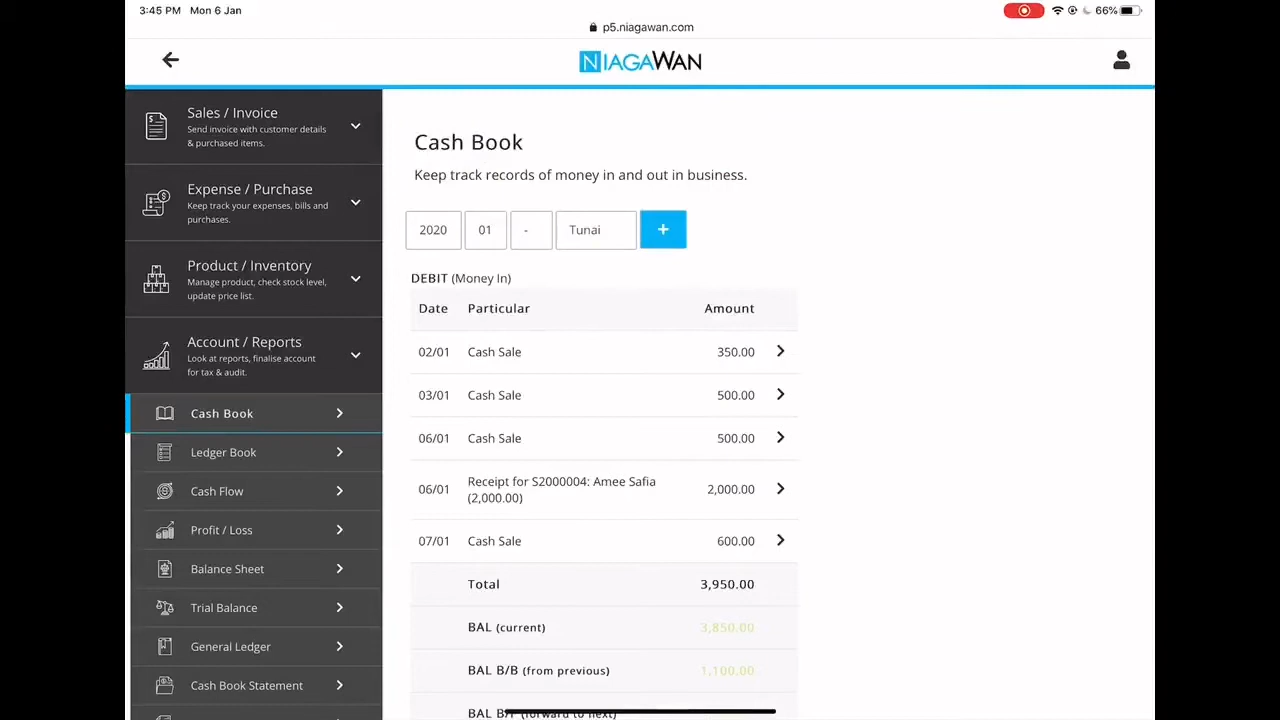 3:45 PM Mon 6 Jan
66%
p5.niagawan.com
NIAGAWAN
Sales / Invoice
Send invoice with customer details
& purchased items.
Expense / Purchase
Keep track your expenses, bills and
purchases.
Product / Inventory
Manage product, check stock level,
update price list.
Account / Reports
Look at reports, finalise account
for tax & audit.
Cash Book
Ledger Book
Cash Flow
Profit / Loss
Balance Sheet
Trial Balance
General Ledger
Cash Book Statement
Cash Book
Keep track records of money in and out in business.
2020 01 - Tunai +
DEBIT (Money In)
Date Particular Amount
02/01 Cash Sale 350.00
03/01 Cash Sale 500.00
06/01 Cash Sale 500.00
06/01 Receipt for S2000004: Amee Safia
(2,000.00) 2,000.00
07/01 Cash Sale 600.00
Total 3,950.00
BAL (current) 3,850.00
BAL B/B (from previous) 1,100.00
BAL B/F (forward to next)